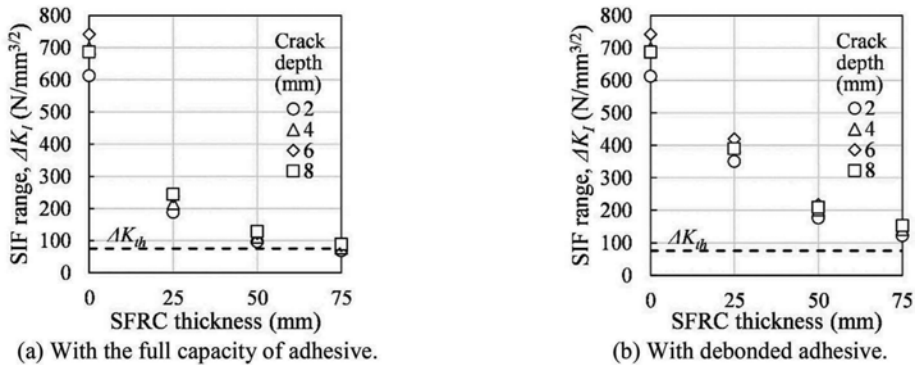 SIF range, ΔK_I (N/mm^3/2)
800
700
600
500
400
300
200
100
0
Crack
depth
(mm)
○ 2
△ 4
◇ 6
□ 8
ΔK_th
0 25 50 75
SFRC thickness (mm)
(a) With the full capacity of adhesive.
SIF range, ΔK_I (N/mm^3/2)
800
700
600
500
400
300
200
100
0
Crack
depth
(mm)
○ 2
△ 4
◇ 6
□ 8
ΔK_th
0 25 50 75
SFRC thickness (mm)
(b) With debonded adhesive.